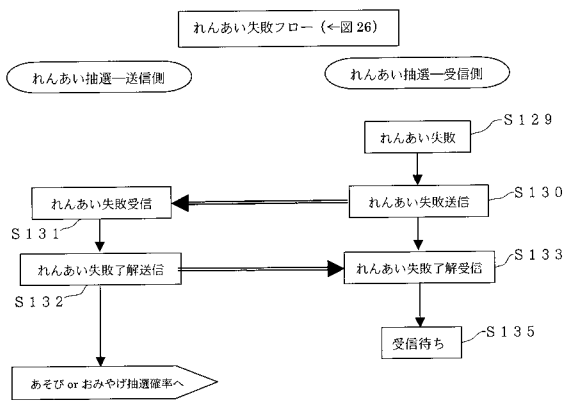 れんあい失敗フロー (←図 26)
れんあい抽選―送信側
れんあい抽選―受信側
れんあい失敗
S129
れんあい失敗受信
れんあい失敗送信
S130
S131
れんあい失敗了解送信
れんあい失敗了解受信
S133
S132
受信待ち
S135
あそび or おみやげ抽選確率へ